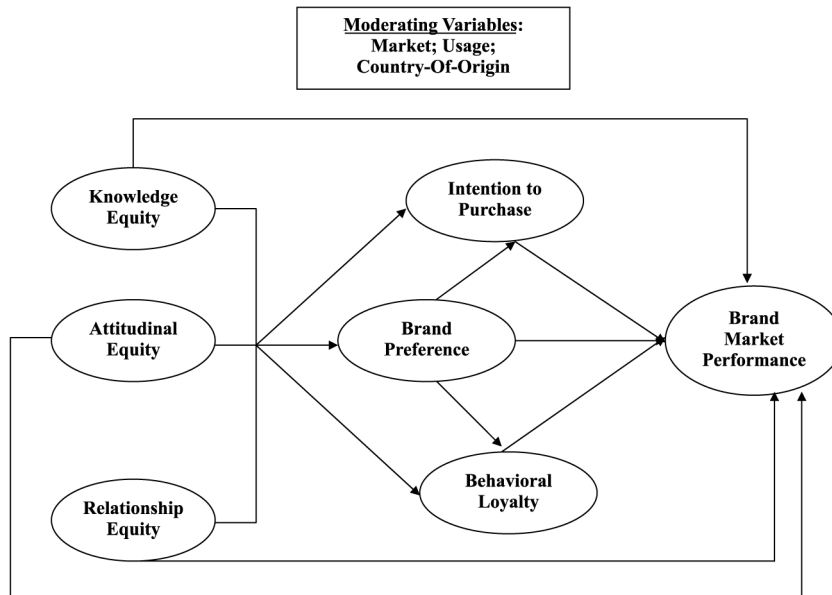 Moderating Variables:
Market; Usage;
Country-Of-Origin
Knowledge
Equity
Intention to
Purchase
Attitudinal
Equity
Brand
Preference
Brand
Market
Performance
Relationship
Equity
Behavioral
Loyalty